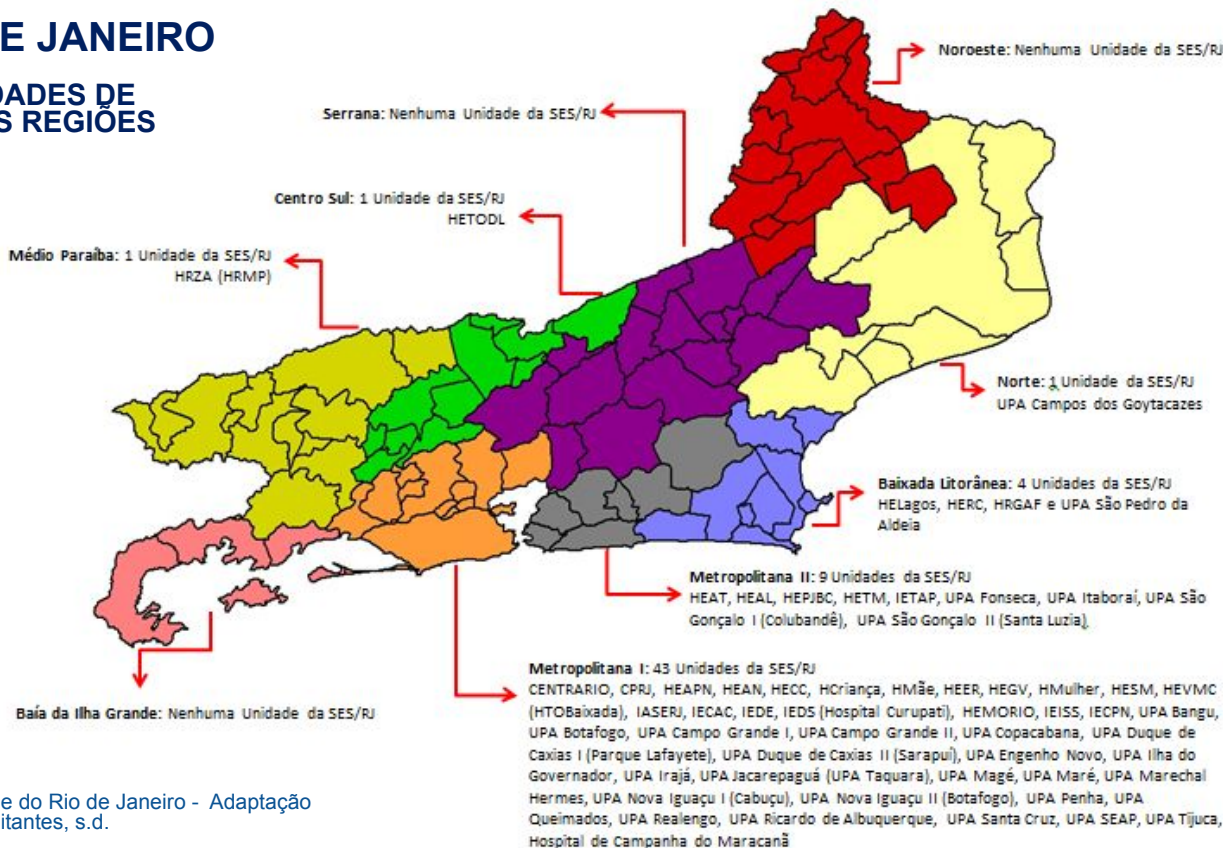 E JANEIRO
DADES DE
S REGIÕES
Noroeste: Nenhuma Unidade da SES/RJ
Serrana: Nenhuma Unidade da SES/RJ
Centro Sul: 1 Unidade da SES/RJ
HETODL
Médio Paraíba: 1 Unidade da SES/RJ
HRZA (HRMP)
Norte: 1 Unidade da SES/RJ
UPA Campos dos Goytacazes
Baixada Litorânea: 4 Unidades da SES/RJ
HELagos, HERC, HRGAF e UPA São Pedro da
Aldeia
Metropolitana II: 9 Unidades da SES/RJ
HEAT, HEAL, HEPJBC, HETM, IETAP, UPA Fonseca, UPA Itaboraí, UPA São
Gonçalo I (Colubandê), UPA São Gonçalo II (Santa Luzia),
Metropolitana I: 43 Unidades da SES/RJ
CENTRARIO, CPRJ, HEAPN, HEAN, HECC, HCriança, HMãe, HEER, HEGV, HMulher, HESM, HEVMC
(HTOBaixada), IASERJ, IECAC, IEDE, IEDS (Hospital Curupati), HEMORIO, IEISS, IECPN, UPA Bangu,
UPA Botafogo, UPA Campo Grande I, UPA Campo Grande II, UPA Copacabana, UPA Duque de
Caxias I (Parque Lafayete), UPA Duque de Caxias II (Sarapuí), UPA Engenho Novo, UPA Ilha do
Governador, UPA Irajá, UPA Jacarepaguá (UPA Taquara), UPA Magé, UPA Maré, UPA Marechal
Hermes, UPA Nova Iguaçu I (Cabuçu), UPA Nova Iguaçu II (Botafogo), UPA Penha, UPA
Queimados, UPA Realengo, UPA Ricardo de Albuquerque, UPA Santa Cruz, UPA SEAP, UPA Tijuca,
Hospital de Campanha do Maracanã
Baía da Ilha Grande: Nenhuma Unidade da SES/RJ
e do Rio de Janeiro - Adaptação
itantes, s.d.